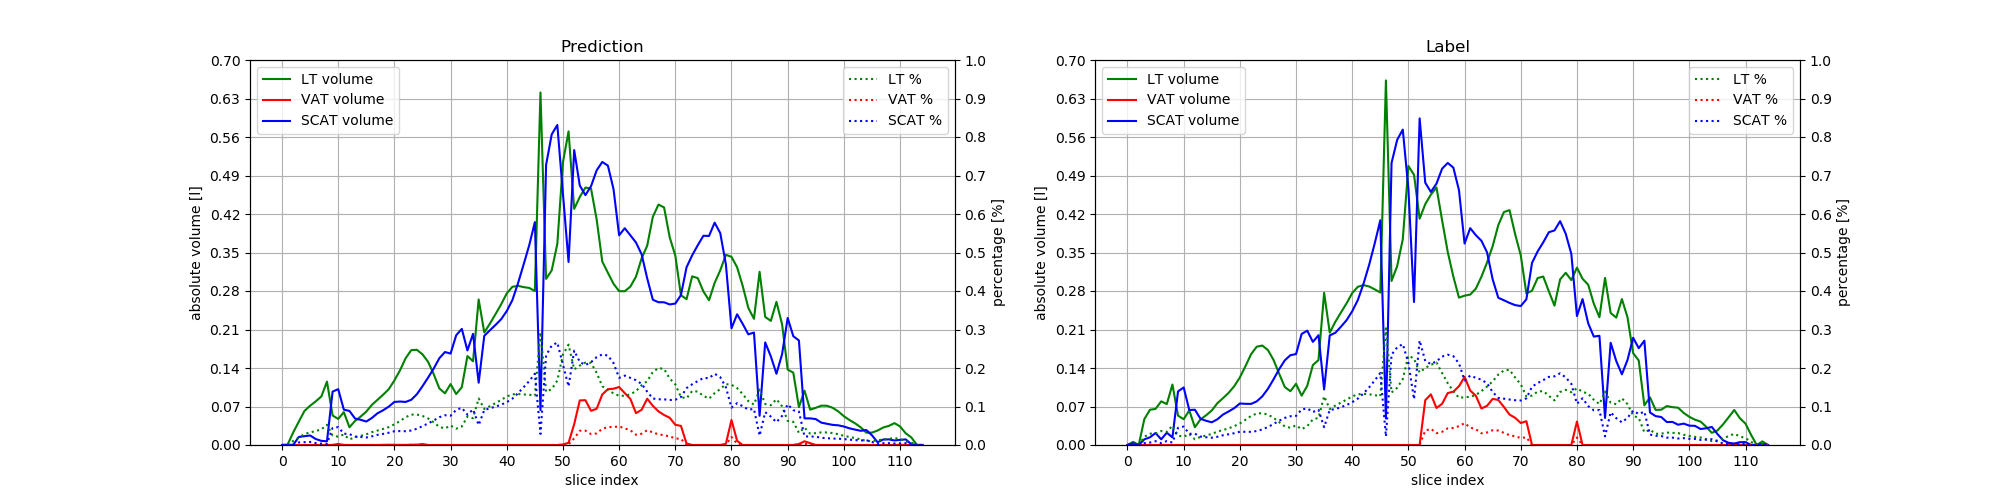 Prediction
LT volume
VAT volume
SCAT volume
LT %
VAT %
SCAT %
absolute volume [l]
0.70
0.63
0.56
0.49
0.42
0.35
0.28
0.21
0.14
0.07
0.00
1.0
0.9
0.8
0.7
0.6
0.5
0.4
0.3
0.2
0.1
0.0
percentage [%]
0 10 20 30 40 50 60 70 80 90 100 110
slice index
Label
LT volume
VAT volume
SCAT volume
LT %
VAT %
SCAT %
absolute volume [l]
0.70
0.63
0.56
0.49
0.42
0.35
0.28
0.21
0.14
0.07
0.00
1.0
0.9
0.8
0.7
0.6
0.5
0.4
0.3
0.2
0.1
0.0
percentage [%]
0 10 20 30 40 50 60 70 80 90 100 110
slice index